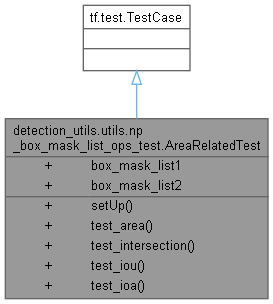 tf.test.TestCase
detection_utils.utils.np
_box_mask_list_ops_test.AreaRelatedTest
+ box_mask_list1
+ box_mask_list2
+ setUp()
+ test_area()
+ test_intersection()
+ test_iou()
+ test_ioa()